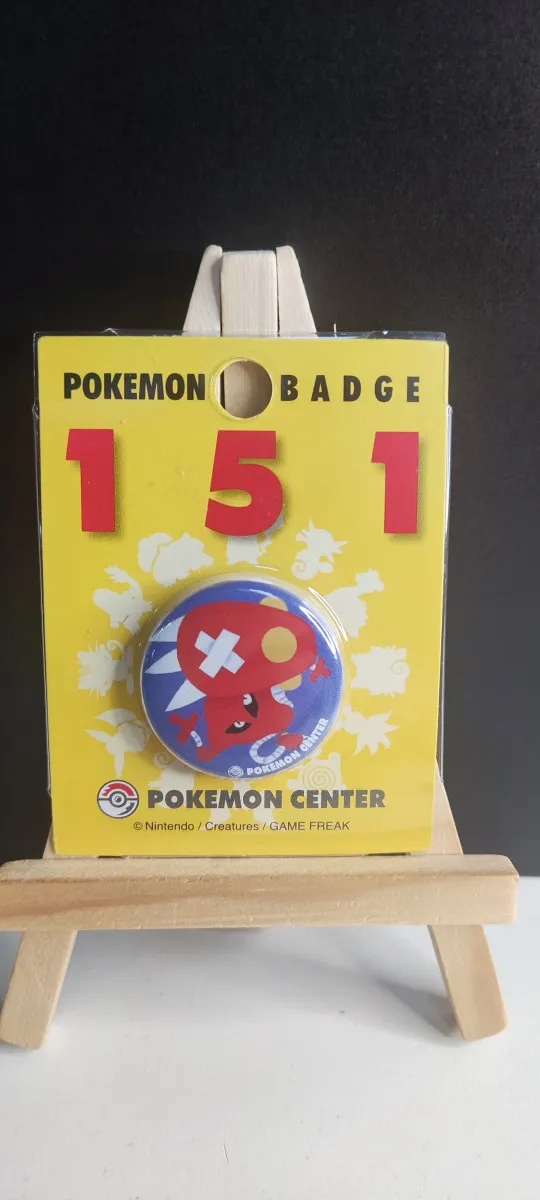 POKEMON BADGE
151
POKEMON CENTER
POKEMON CENTER
© Nintendo / Creatures / GAME FREAK